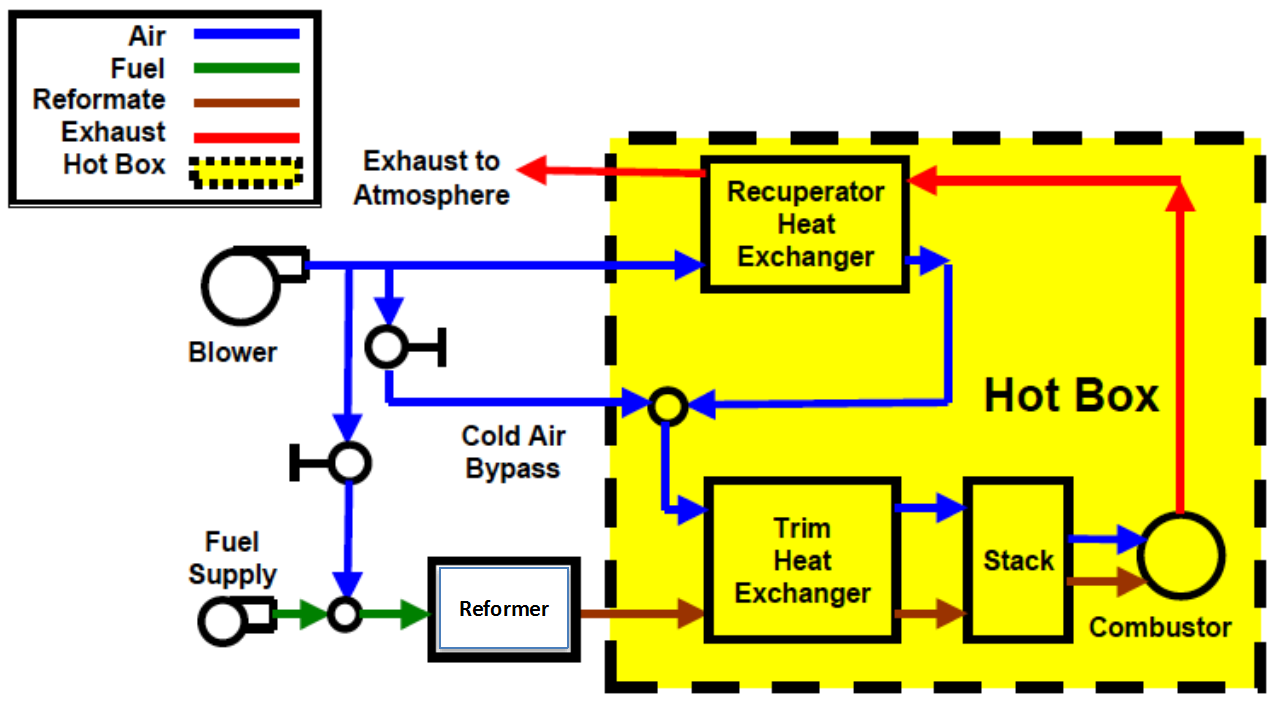 Air
Fuel
Reformate
Exhaust
Hot Box
Exhaust to
Atmosphere
Recuperator
Heat
Exchanger
Blower
Hot Box
Cold Air
Bypass
Fuel
Supply
Reformer
Trim
Heat
Exchanger
Stack
Combustor